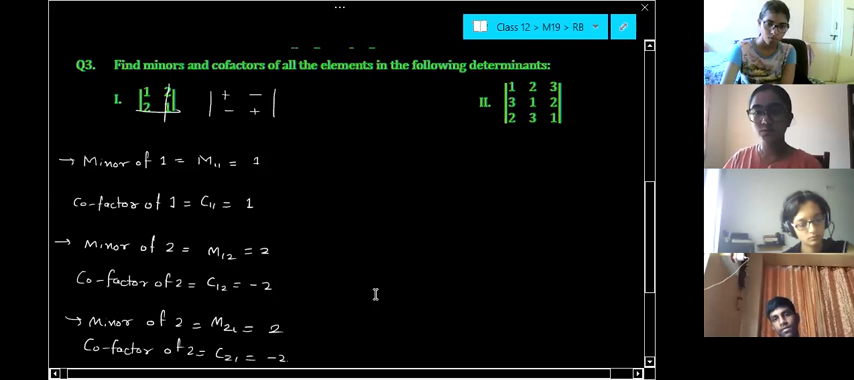 Class 12 > M19 > RB
Q3. Find minors and cofactors of all the elements in the following determinants:
I. |1 2| |+ −| II. |1 2 3|
|2 1| |− +| |3 1 2|
|2 3 1|
→ Minor of 1 = M₁₁ = 1
Co-factor of 1 = C₁₁ = 1
→ Minor of 2 = M₁₂ = 2
Co-factor of 2 = C₁₂ = −2
→ Minor of 2 = M₂₁ = 2
Co-factor of 2 = C₂₁ = −2.